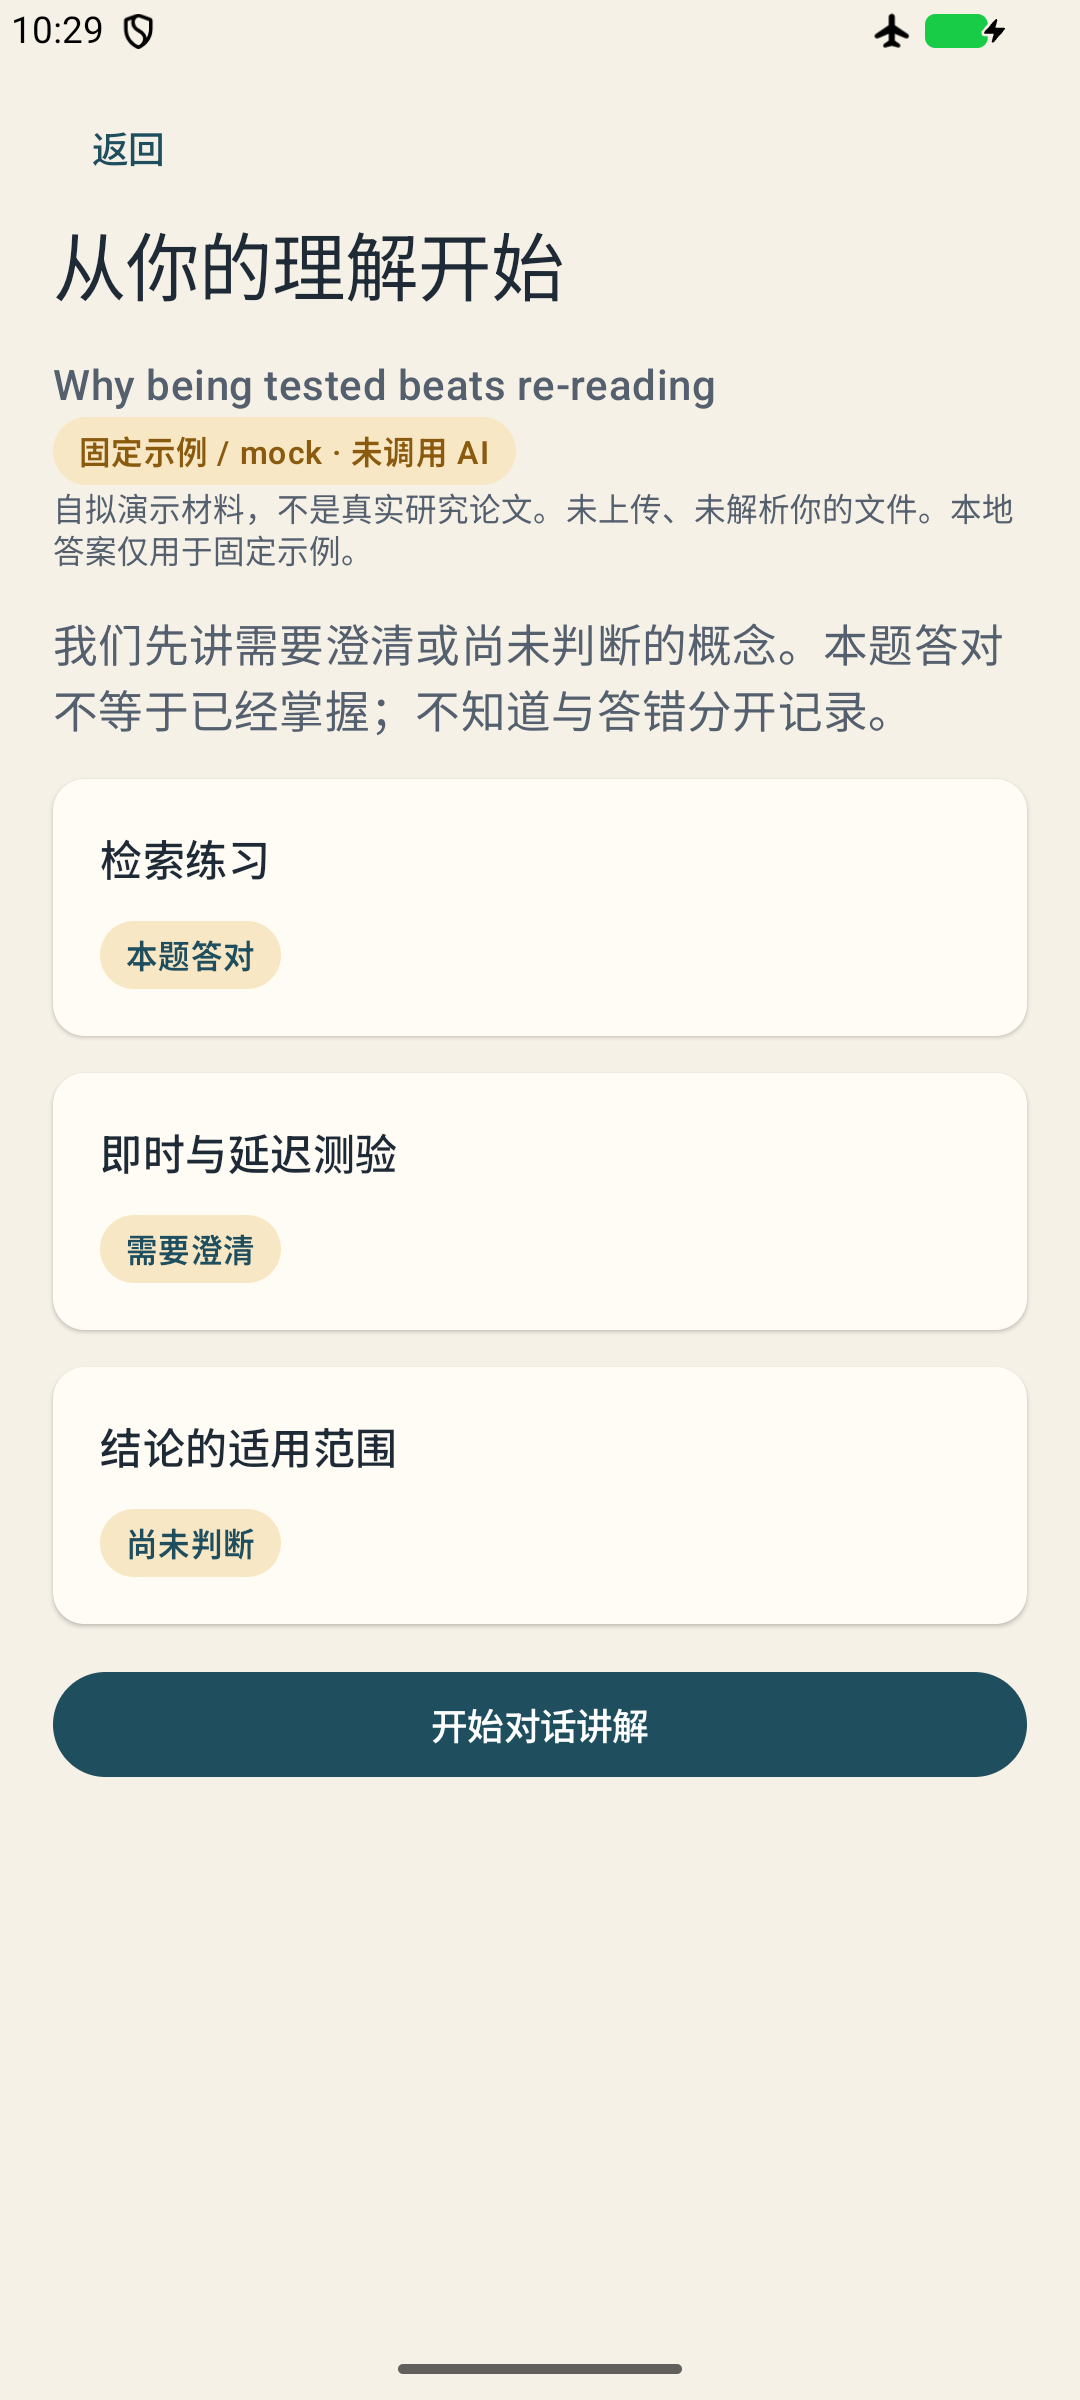 10:29
返回
从你的理解开始
Why being tested beats re-reading
固定示例 / mock · 未调用 AI
自拟演示材料，不是真实研究论文。未上传、未解析你的文件。本地
答案仅用于固定示例。
我们先讲需要澄清或尚未判断的概念。本题答对
不等于已经掌握；不知道与答错分开记录。
检索练习
本题答对
即时与延迟测验
需要澄清
结论的适用范围
尚未判断
开始对话讲解